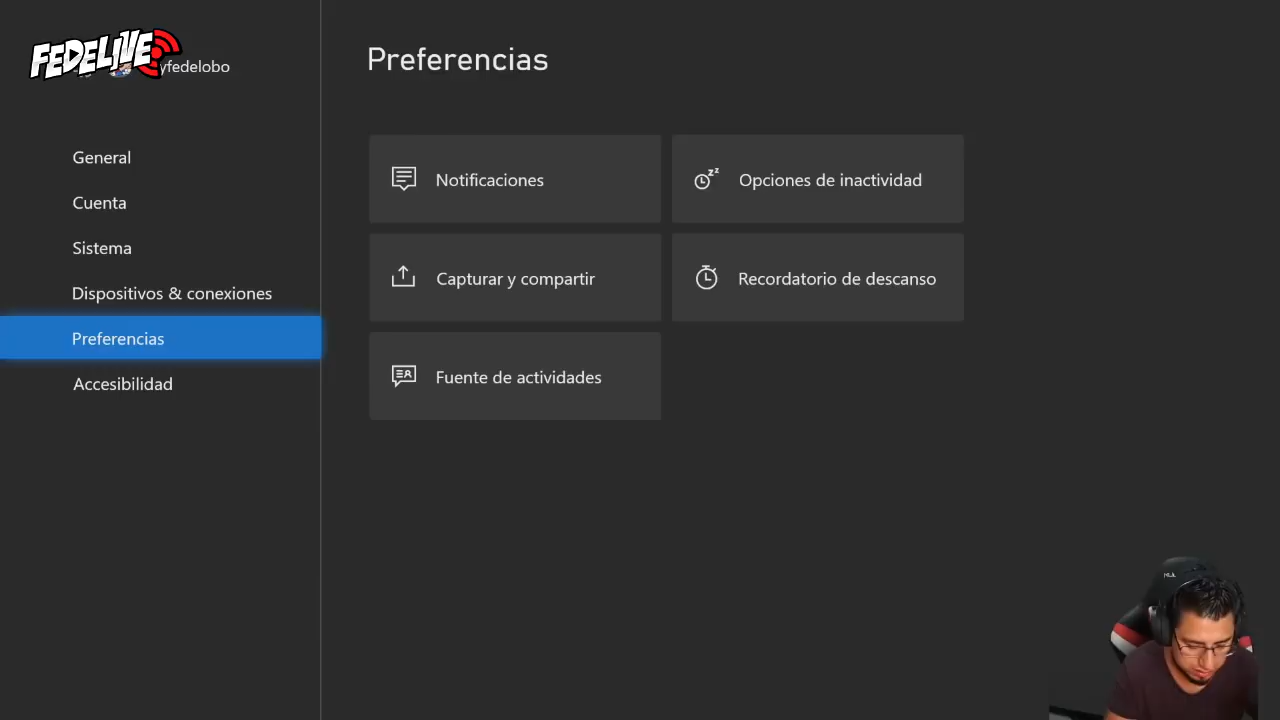 FEDELIVE
yfedelobo
Preferencias
General
Cuenta
Sistema
Dispositivos & conexiones
Preferencias
Accesibilidad
Notificaciones
Opciones de inactividad
Capturar y compartir
Recordatorio de descanso
Fuente de actividades